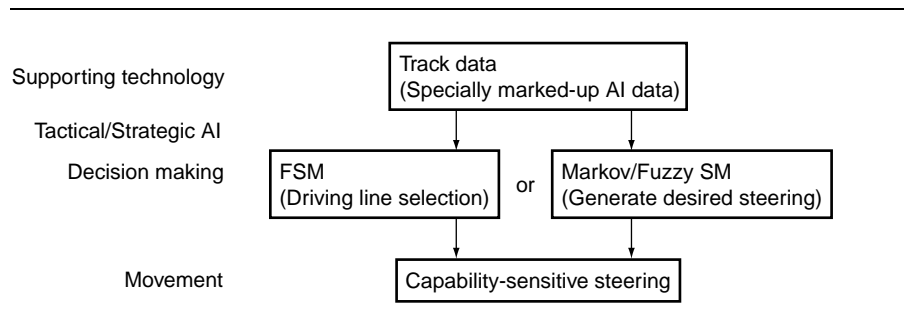 Supporting technology
Track data
(Specially marked-up AI data)
Tactical/Strategic AI
Decision making
FSM
(Driving line selection)
or
Markov/Fuzzy SM
(Generate desired steering)
Movement
Capability-sensitive steering